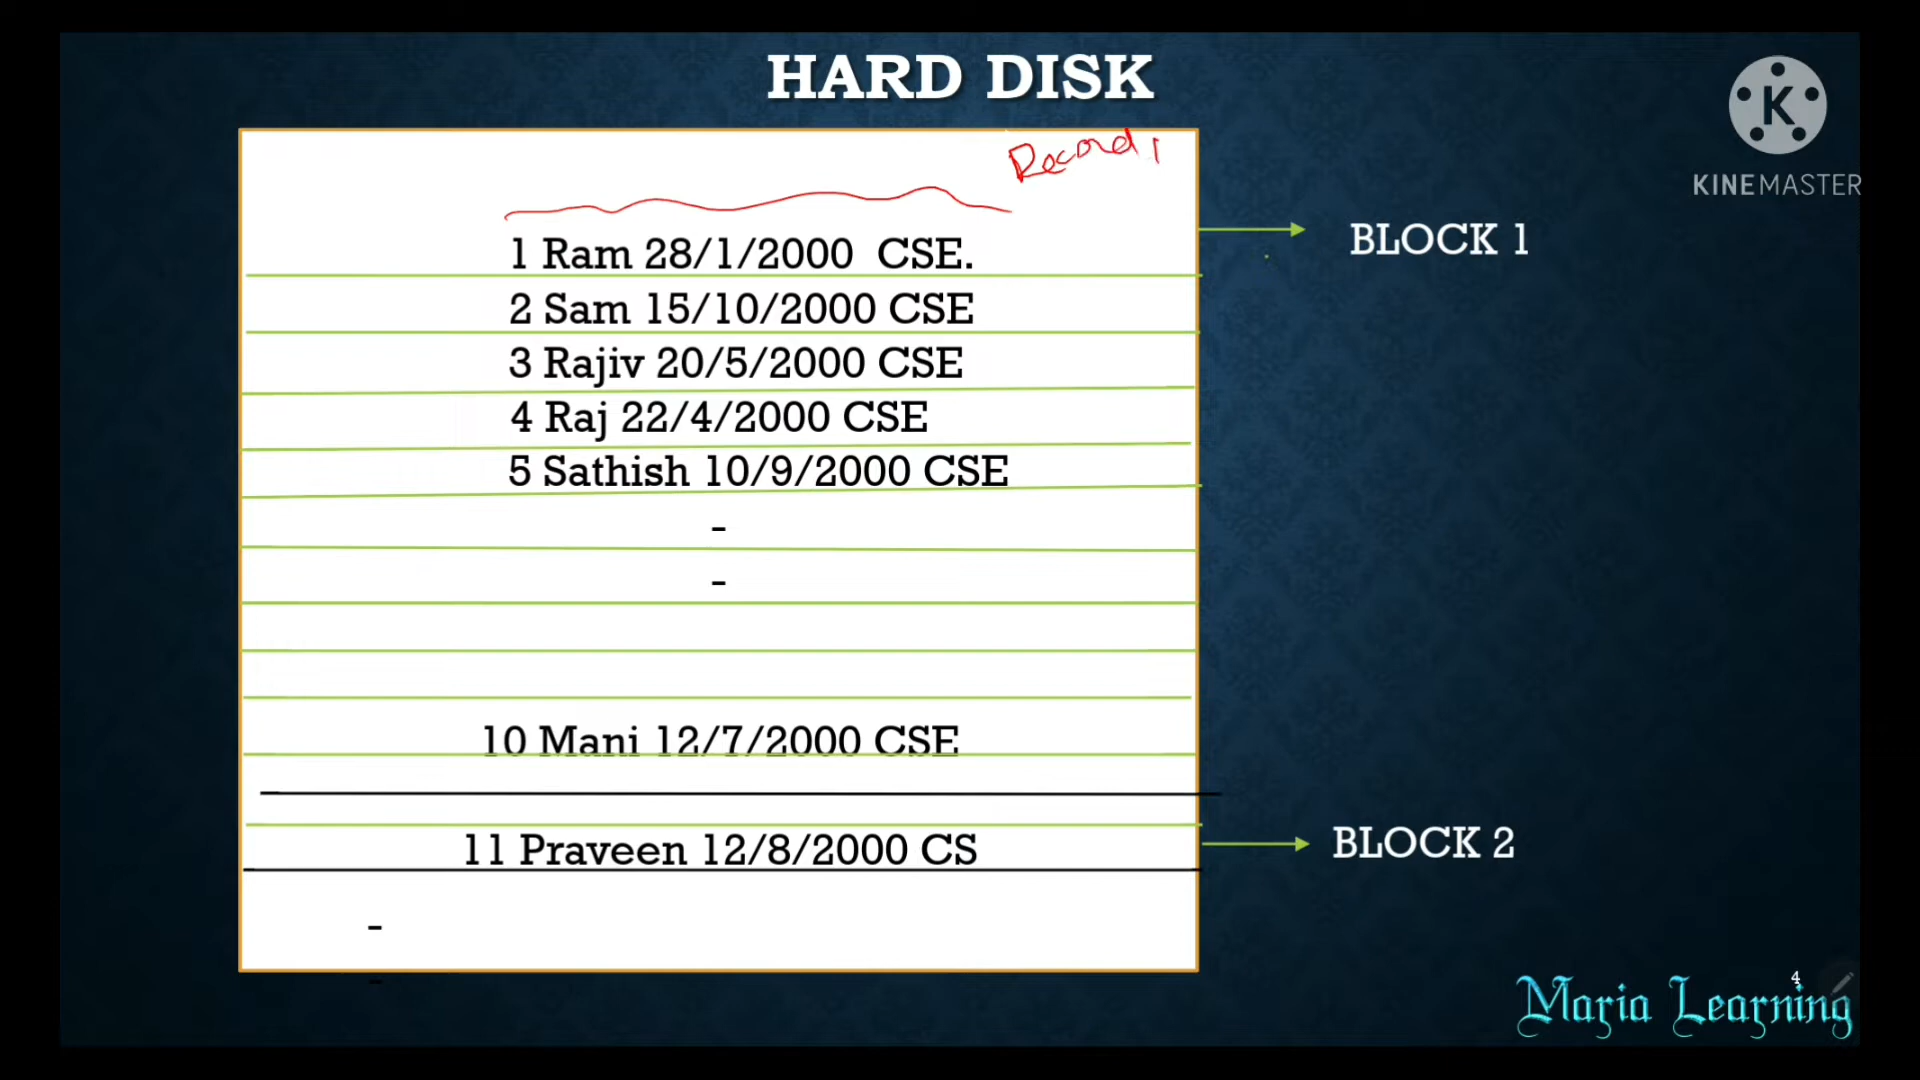 HARD DISK
KINEMASTER
Record 1
BLOCK 1
1 Ram 28/1/2000 CSE.
2 Sam 15/10/2000 CSE
3 Rajiv 20/5/2000 CSE
4 Raj 22/4/2000 CSE
5 Sathish 10/9/2000 CSE
-
-
10 Mani 12/7/2000 CSE
11 Praveen 12/8/2000 CS
BLOCK 2
-
-
4
Maria Learning